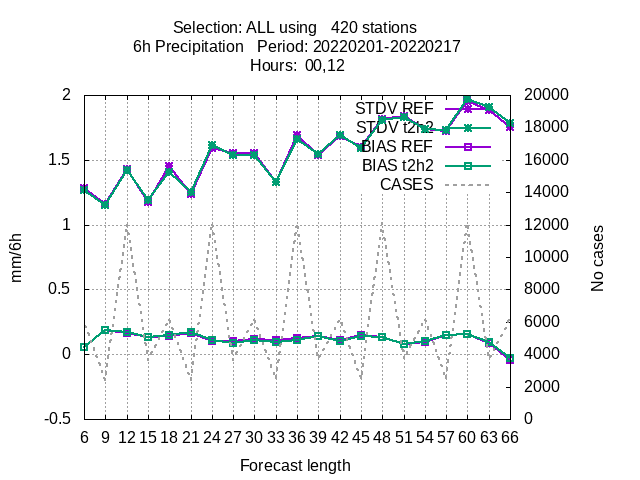 Selection: ALL using   420 stations
6h Precipitation   Period: 20220201-20220217
Hours:  00,12
2
1.5
1
0.5
0
-0.5
mm/6h
STDV REF
STDV t2h2
BIAS REF
BIAS t2h2
CASES
20000
18000
16000
14000
12000
10000
8000
6000
4000
2000
0
No cases
6 9 12 15 18 21 24 27 30 33 36 39 42 45 48 51 54 57 60 63 66
Forecast length